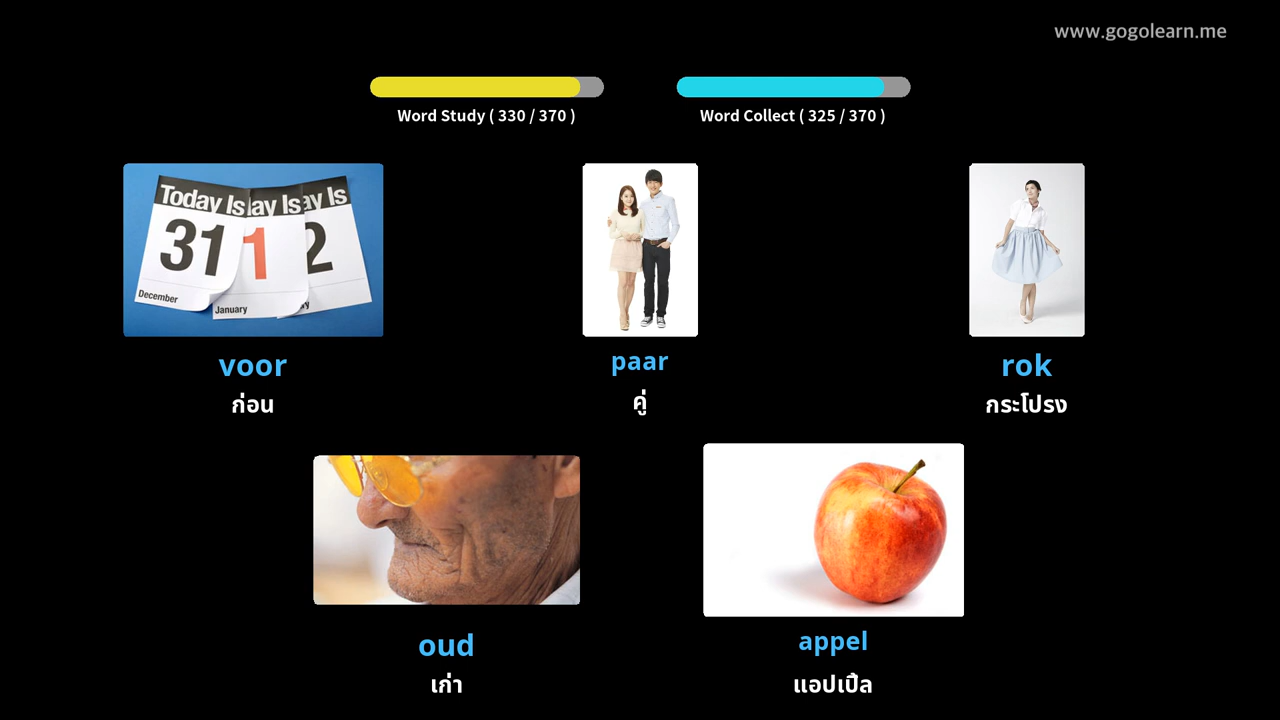 www.gogolearn.me
Word Study ( 330 / 370 )
Word Collect ( 325 / 370 )
Today Is
ay Is
ay Is
31
1
2
December
January
ry
voor
paar
rok
ก่อน
คู่
กระโปรง
oud
appel
เก่า
แอปเปิ้ล